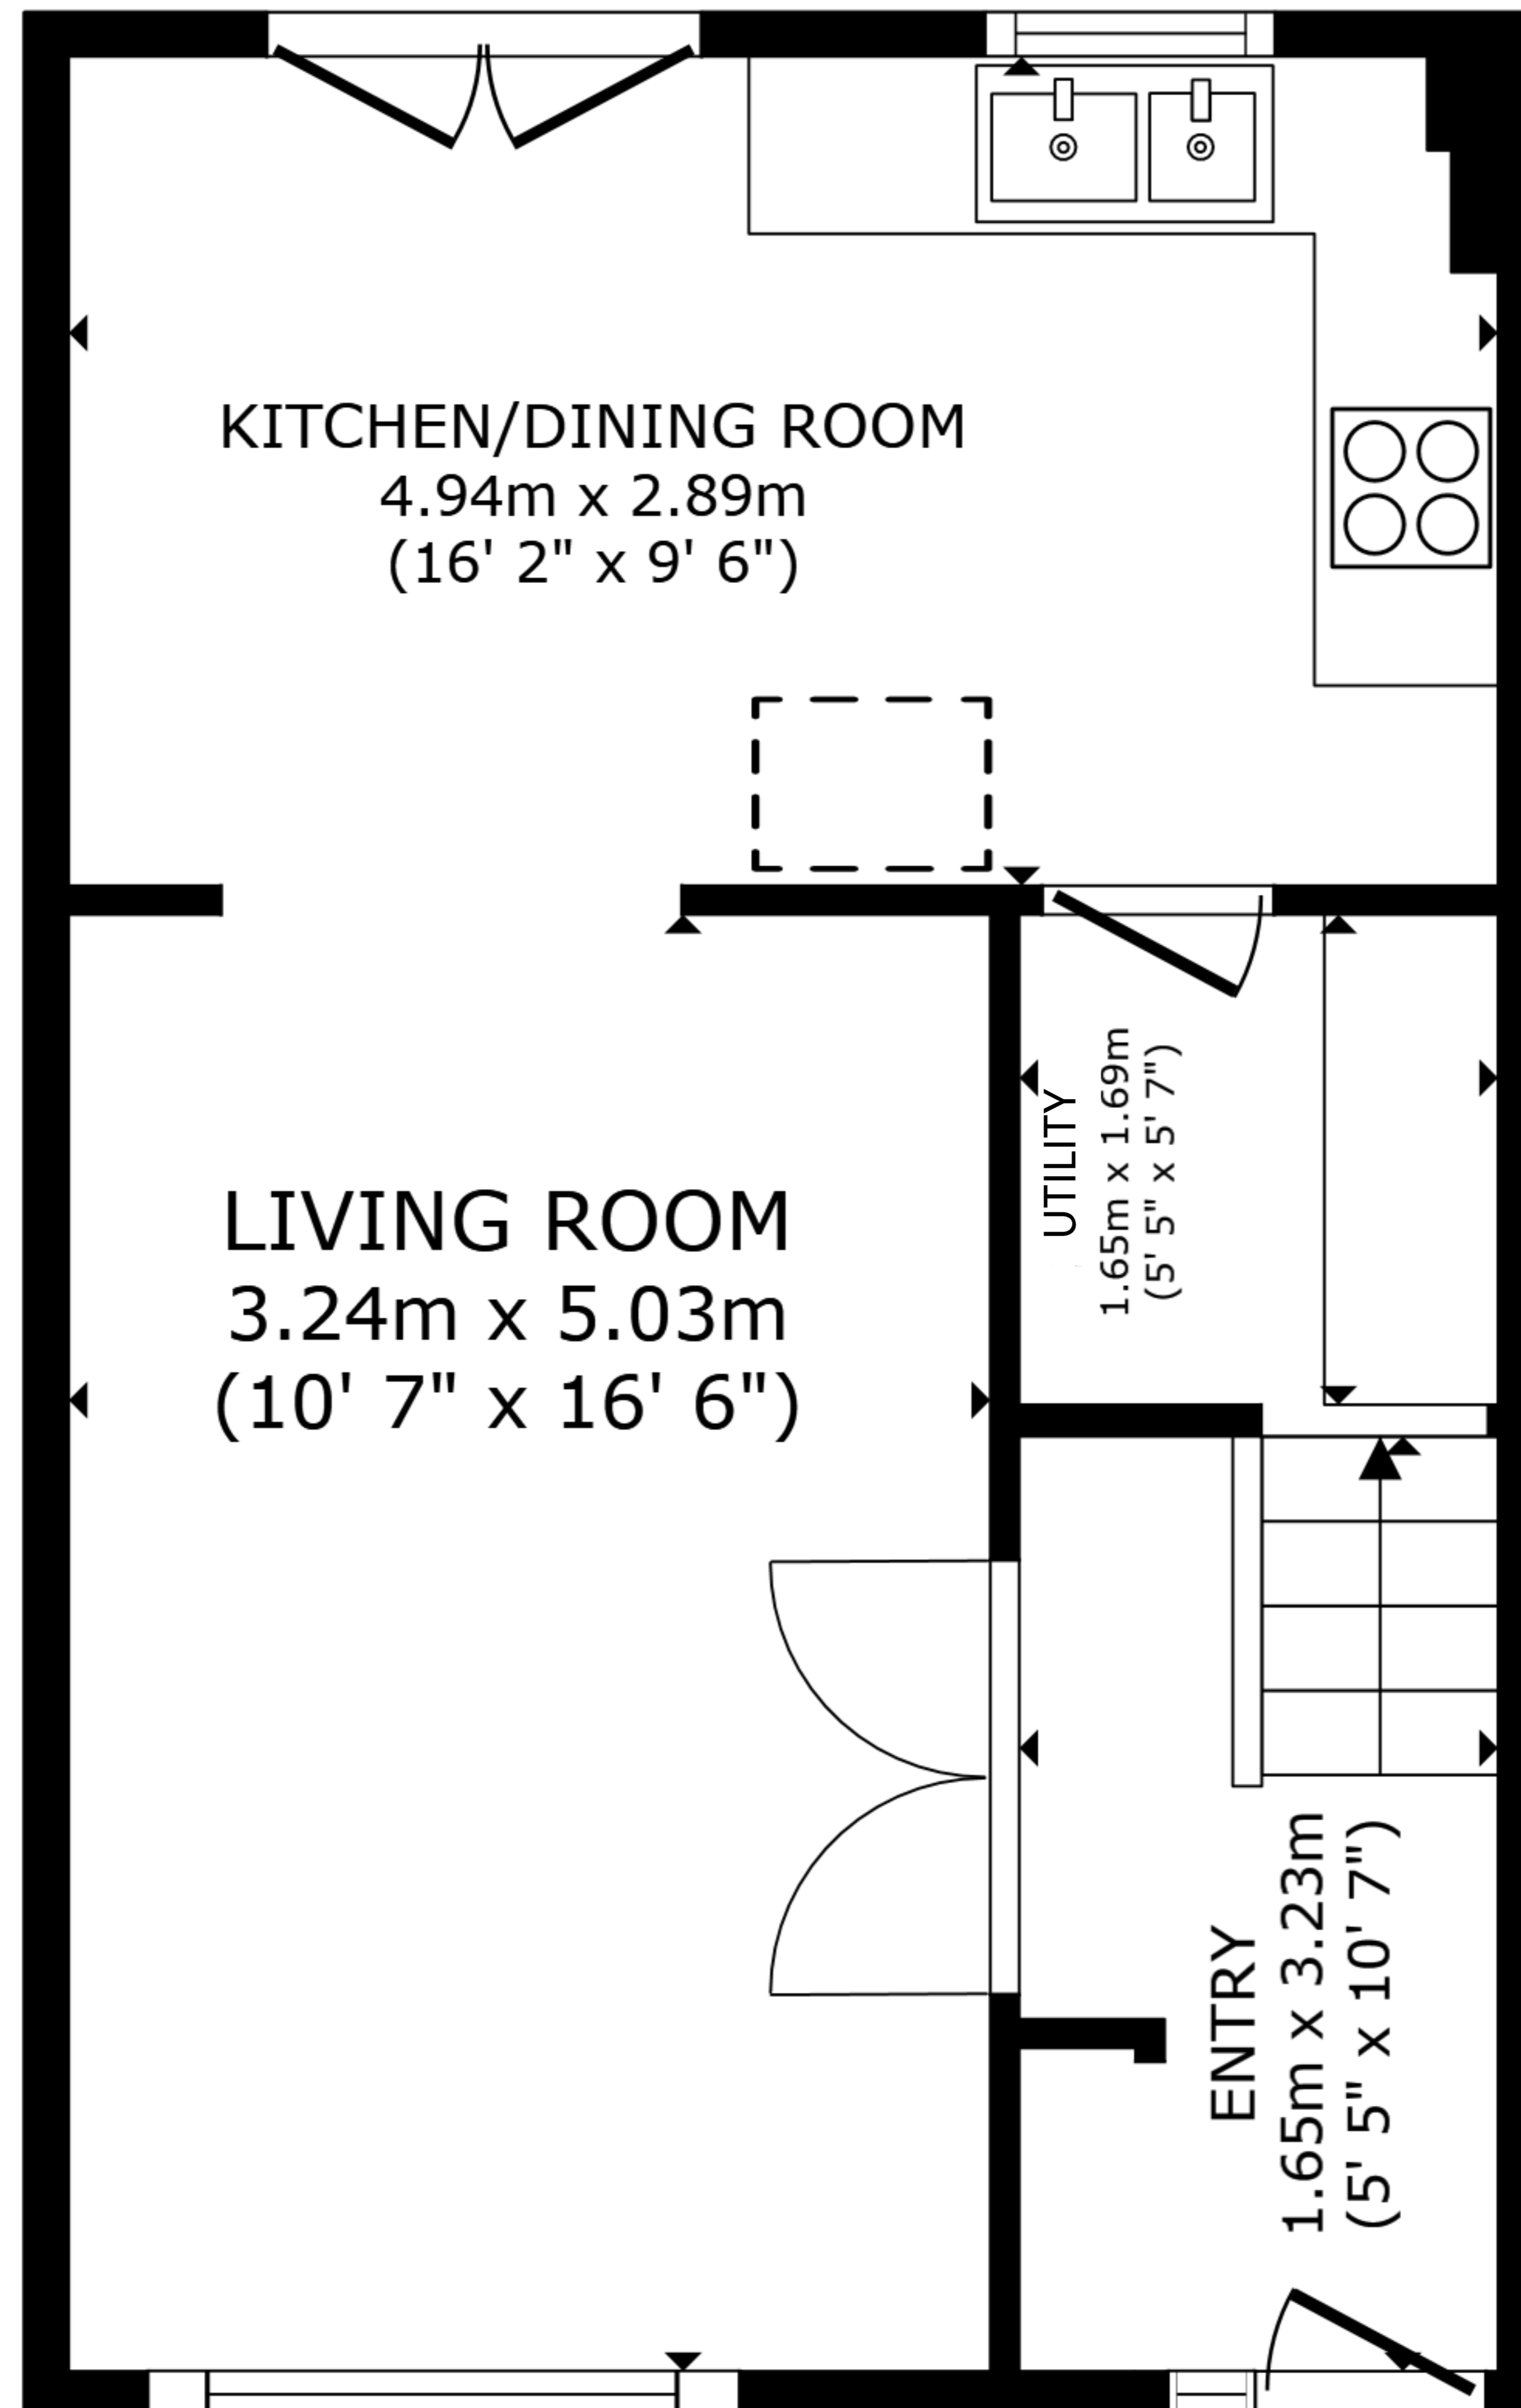 KITCHEN/DINING ROOM
4.94m x 2.89m
(16' 2" x 9' 6")
UTILITY
1.65m x 1.69m
(5' 5" x 5' 7")
LIVING ROOM
3.24m x 5.03m
(10' 7" x 16' 6")
ENTRY
1.65m x 3.23m
(5' 5" x 10' 7")